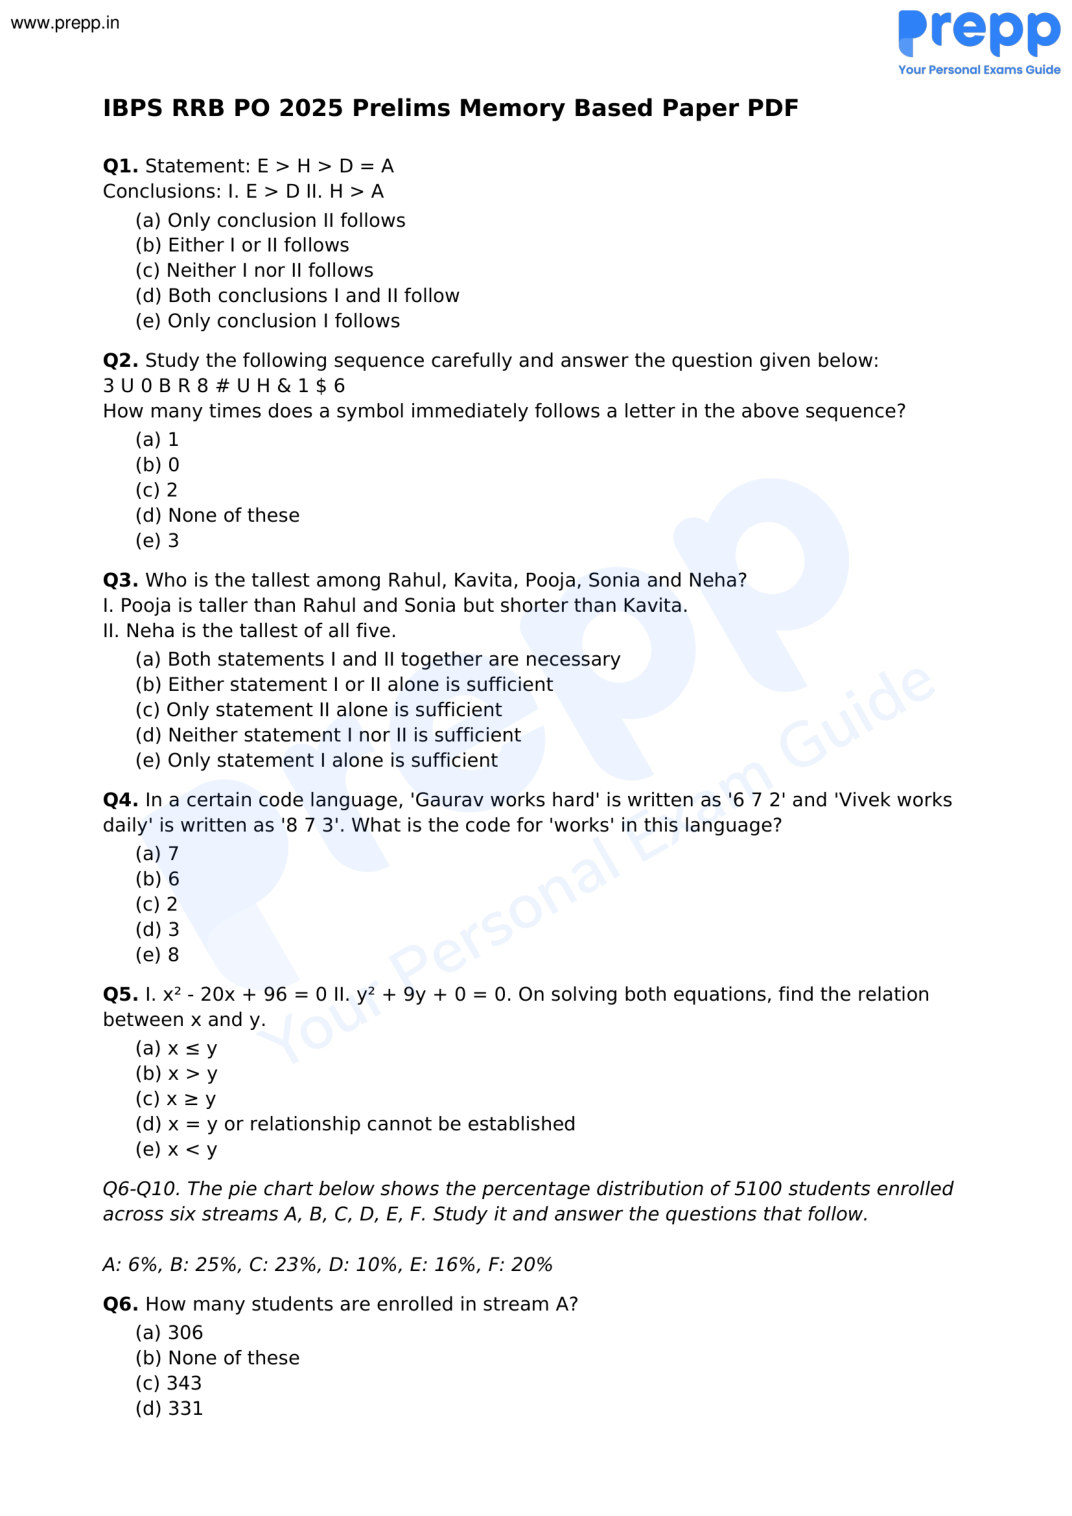 www.prepp.in
Prepp
Your Personal Exams Guide
IBPS RRB PO 2025 Prelims Memory Based Paper PDF
Q1. Statement: E > H > D = A
Conclusions: I. E > D II. H > A
(a) Only conclusion II follows
(b) Either I or II follows
(c) Neither I nor II follows
(d) Both conclusions I and II follow
(e) Only conclusion I follows
Q2. Study the following sequence carefully and answer the question given below:
3 U 0 B R 8 # U H & 1 $ 6
How many times does a symbol immediately follows a letter in the above sequence?
(a) 1
(b) 0
(c) 2
(d) None of these
(e) 3
Q3. Who is the tallest among Rahul, Kavita, Pooja, Sonia and Neha?
I. Pooja is taller than Rahul and Sonia but shorter than Kavita.
II. Neha is the tallest of all five.
(a) Both statements I and II together are necessary
(b) Either statement I or II alone is sufficient
(c) Only statement II alone is sufficient
(d) Neither statement I nor II is sufficient
(e) Only statement I alone is sufficient
Q4. In a certain code language, 'Gaurav works hard' is written as '6 7 2' and 'Vivek works
daily' is written as '8 7 3'. What is the code for 'works' in this language?
(a) 7
(b) 6
(c) 2
(d) 3
(e) 8
Q5. I. x² - 20x + 96 = 0 II. y² + 9y + 0 = 0. On solving both equations, find the relation
between x and y.
(a) x ≤ y
(b) x > y
(c) x ≥ y
(d) x = y or relationship cannot be established
(e) x < y
Q6-Q10. The pie chart below shows the percentage distribution of 5100 students enrolled
across six streams A, B, C, D, E, F. Study it and answer the questions that follow.
A: 6%, B: 25%, C: 23%, D: 10%, E: 16%, F: 20%
Q6. How many students are enrolled in stream A?
(a) 306
(b) None of these
(c) 343
(d) 331
Prepp
Your Personal Exam Guide